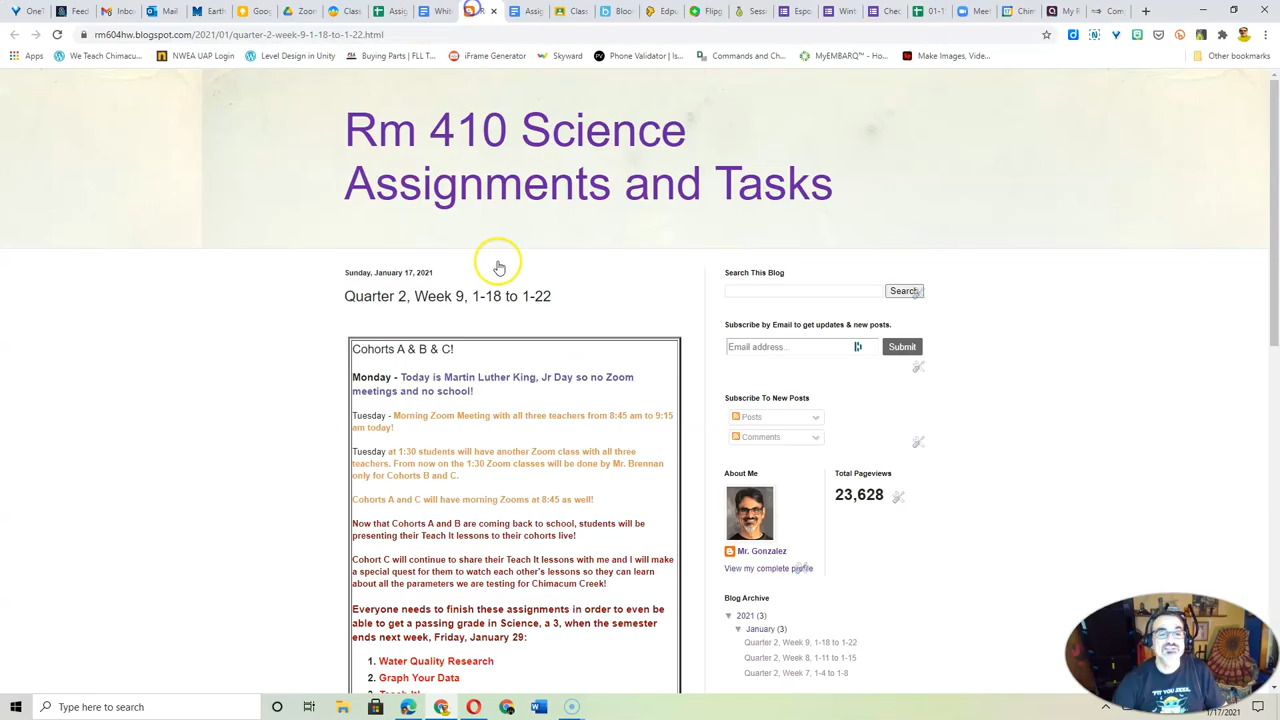 Onel
R
01-1
My F
Com
rm604hw.blogspot.com/2021/01/quarter-2-week-9-1-18-to-1-22.html
Apps
We Teach Chimacu...
NWEA UAP Login
Level Design in Unity
Buying Parts | FLL T...
iFrame Generator
Skyward
Phone Validator | Is...
Commands and Ch...
MyEMBARQ™ - Ho...
Make Images, Vide...
Other bookmarks
Rm 410 Science
Assignments and Tasks
Sunday, January 17, 2021
Quarter 2, Week 9, 1-18 to 1-22
Cohorts A & B & C!
Monday - Today is Martin Luther King, Jr Day so no Zoom
meetings and no school!
Tuesday - Morning Zoom Meeting with all three teachers from 8:45 am to 9:15
am today!
Tuesday at 1:30 students will have another Zoom class with all three
teachers. From now on the 1:30 Zoom classes will be done by Mr. Brennan
only for Cohorts B and C.
Cohorts A and C will have morning Zooms at 8:45 as well!
Now that Cohorts A and B are coming back to school, students will be
presenting their Teach It lessons to their cohorts live!
Cohort C will continue to share their Teach It lessons with me and I will make
a special quest for them to watch each other's lessons so they can learn
about all the parameters we are testing for Chimacum Creek!
Everyone needs to finish these assignments in order to even be
able to get a passing grade in Science, a 3, when the semester
ends next week, Friday, January 29:
1. Water Quality Research
2. Graph Your Data
3. Teach It!
Search This Blog
Search
Subscribe by Email to get updates & new posts.
Email address...
Submit
Subscribe To New Posts
Posts
Comments
About Me
Mr. Gonzalez
View my complete profile
Total Pageviews
23,628
Blog Archive
▼ 2021 (3)
▼ January (3)
Quarter 2, Week 9, 1-18 to 1-22
Quarter 2, Week 8, 1-11 to 1-15
Quarter 2, Week 7, 1-4 to 1-8
Type here to search
1/17/2021